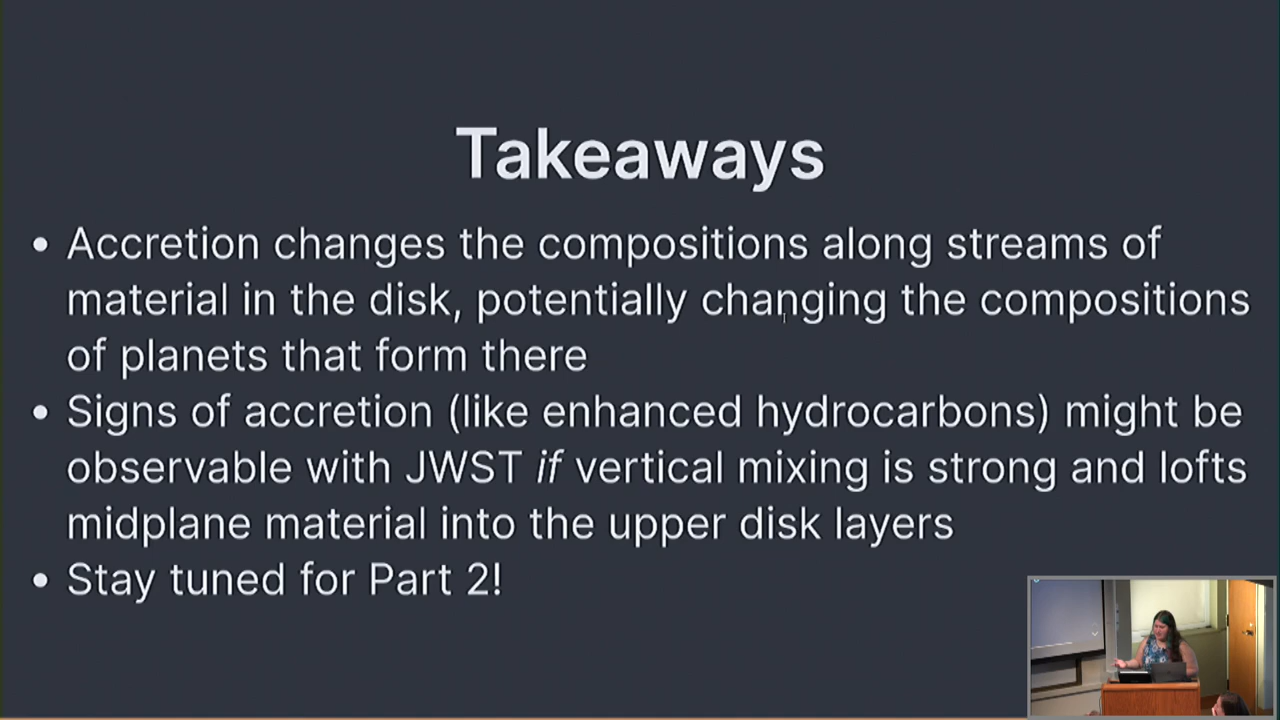 Takeaways
• Accretion changes the compositions along streams of
material in the disk, potentially changing the compositions
of planets that form there
• Signs of accretion (like enhanced hydrocarbons) might be
observable with JWST if vertical mixing is strong and lofts
midplane material into the upper disk layers
• Stay tuned for Part 2!